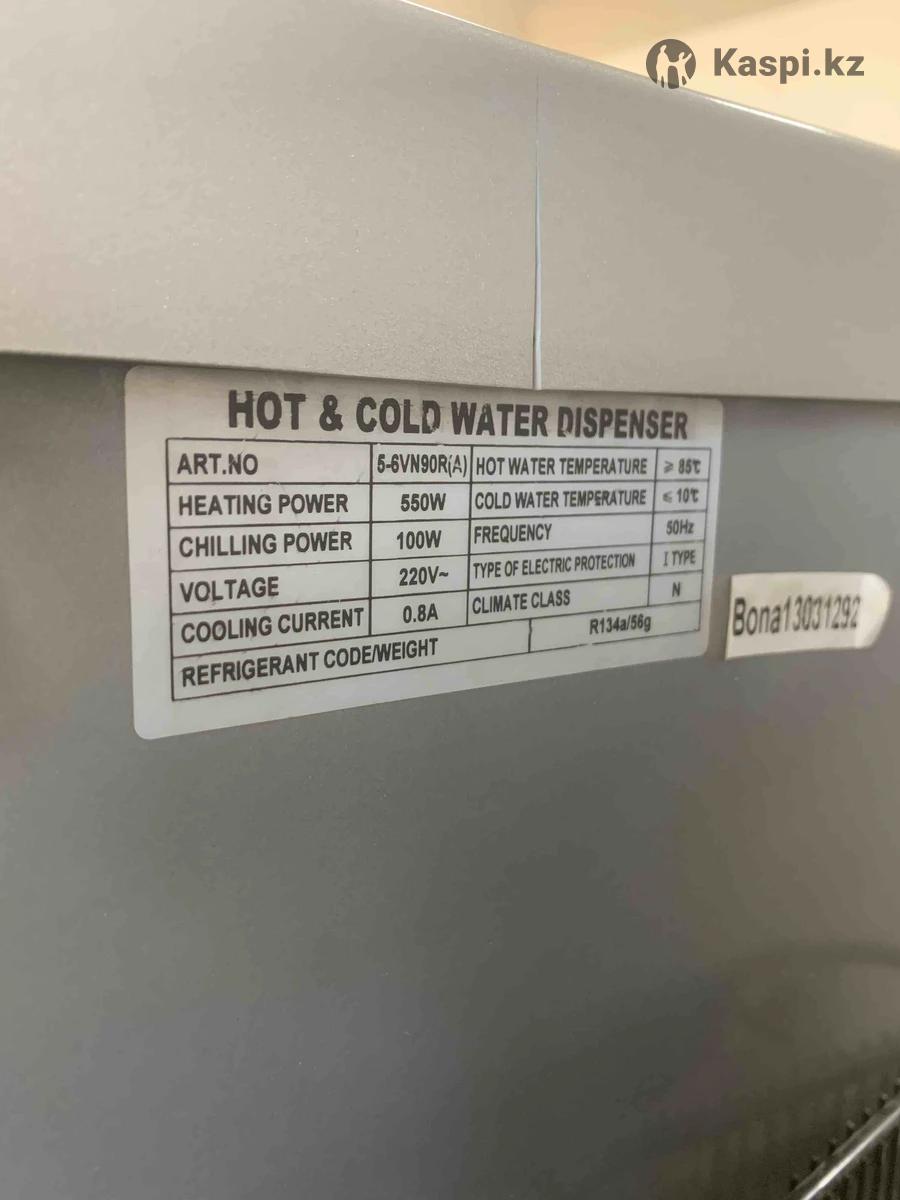 Kaspi.kz
HOT & COLD WATER DISPENSER
ART.NO 5-6VN90R(A) HOT WATER TEMPERATURE ≥ 85℃
HEATING POWER 550W COLD WATER TEMPERATURE ≤ 10℃
CHILLING POWER 100W FREQUENCY 50Hz
VOLTAGE 220V~ TYPE OF ELECTRIC PROTECTION I TYPE
COOLING CURRENT 0.8A CLIMATE CLASS N
REFRIGERANT CODE/WEIGHT R134a/56g
Bona13031292